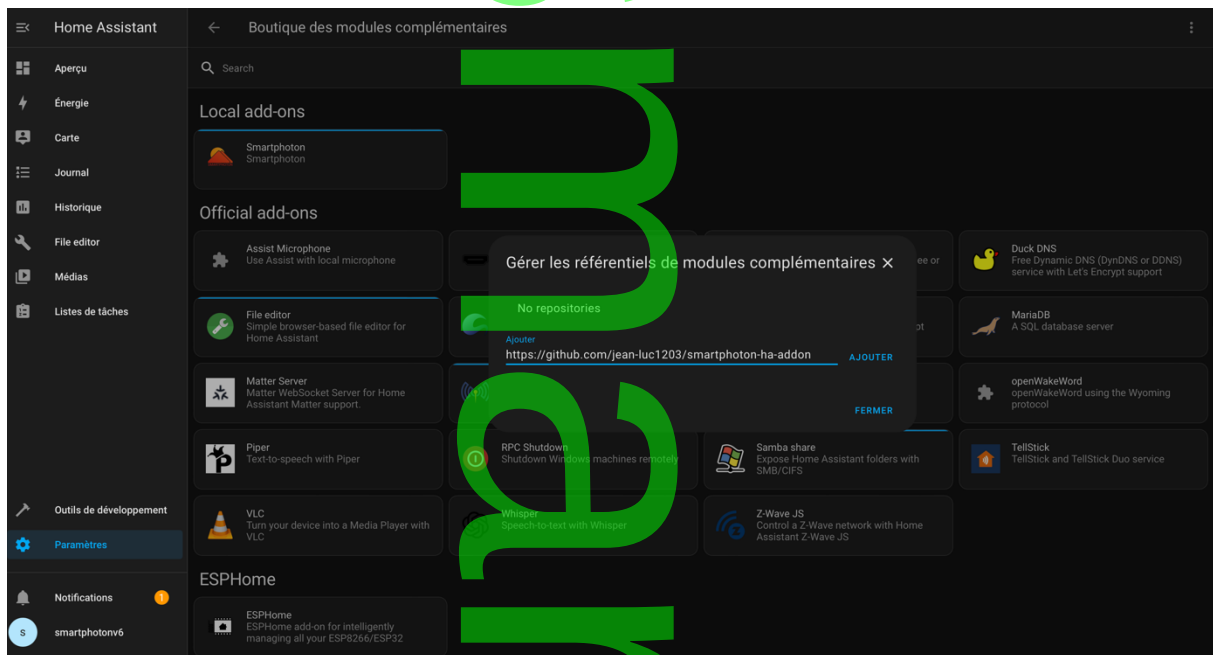 Home Assistant
Boutique des modules complémentaires
Aperçu
Search
Énergie
Local add-ons
Carte
Smartphoton
Smartphoton
Journal
Historique
Official add-ons
File editor
Assist Microphone
Use Assist with local microphone
Gérer les référentiels de modules complémentaires
ee or
Duck DNS
Free Dynamic DNS (DynDNS or DDNS)
service with Let's Encrypt support
Médias
Listes de tâches
File editor
Simple browser-based file editor for
Home Assistant
No repositories
Ajouter
https://github.com/jean-luc1203/smartphoton-ha-addon
AJOUTER
FERMER
MariaDB
A SQL database server
Matter Server
Matter WebSocket Server for Home
Assistant Matter support.
openWakeWord
openWakeWord using the Wyoming
protocol
Piper
Text-to-speech with Piper
RPC Shutdown
Shutdown Windows machines remotely
Samba share
Expose Home Assistant folders with
SMB/CIFS
TellStick
TellStick and TellStick Duo service
Outils de développement
VLC
Turn your device into a Media Player with
VLC
Whisper
Speech-to-text with Whisper
Z-Wave JS
Control a Z-Wave network with Home
Assistant Z-Wave JS
Paramètres
ESPHome
Notifications 1
ESPHome
ESPHome add-on for intelligently
managing all your ESP8266/ESP32
S
smartphotonv6